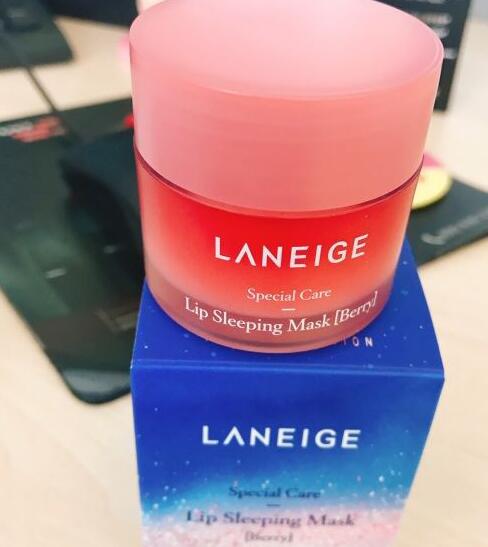 LANEIGE
Special Care
Lip Sleeping Mask [Berry]
LANEIGE
Special Care
Lip Sleeping Mask
[Berry]